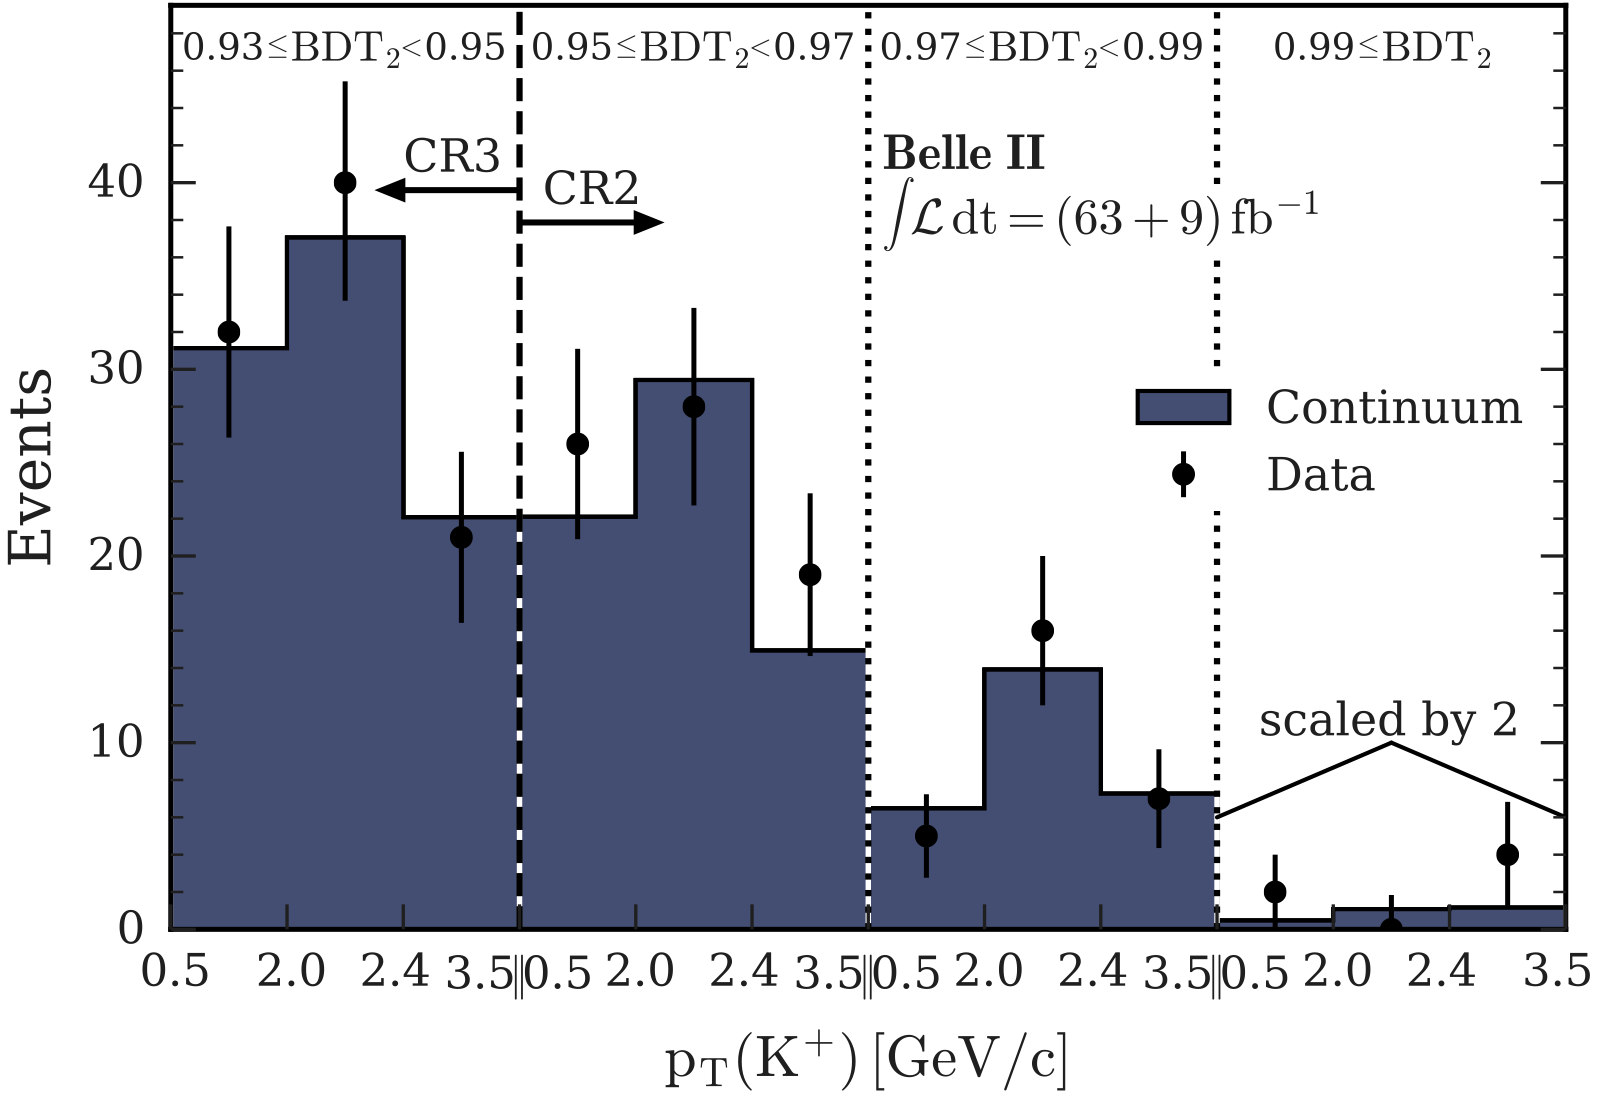 0.93≤BDT₂<0.95 0.95≤BDT₂<0.97 0.97≤BDT₂<0.99 0.99≤BDT₂
CR3
CR2
Belle II
∫ℒ dt = (63 + 9) fb⁻¹
Continuum
Data
scaled by 2
Events
40
30
20
10
0
0.5 2.0 2.4 3.5||0.5 2.0 2.4 3.5||0.5 2.0 2.4 3.5||0.5 2.0 2.4 3.5
p_T(K⁺) [GeV/c]